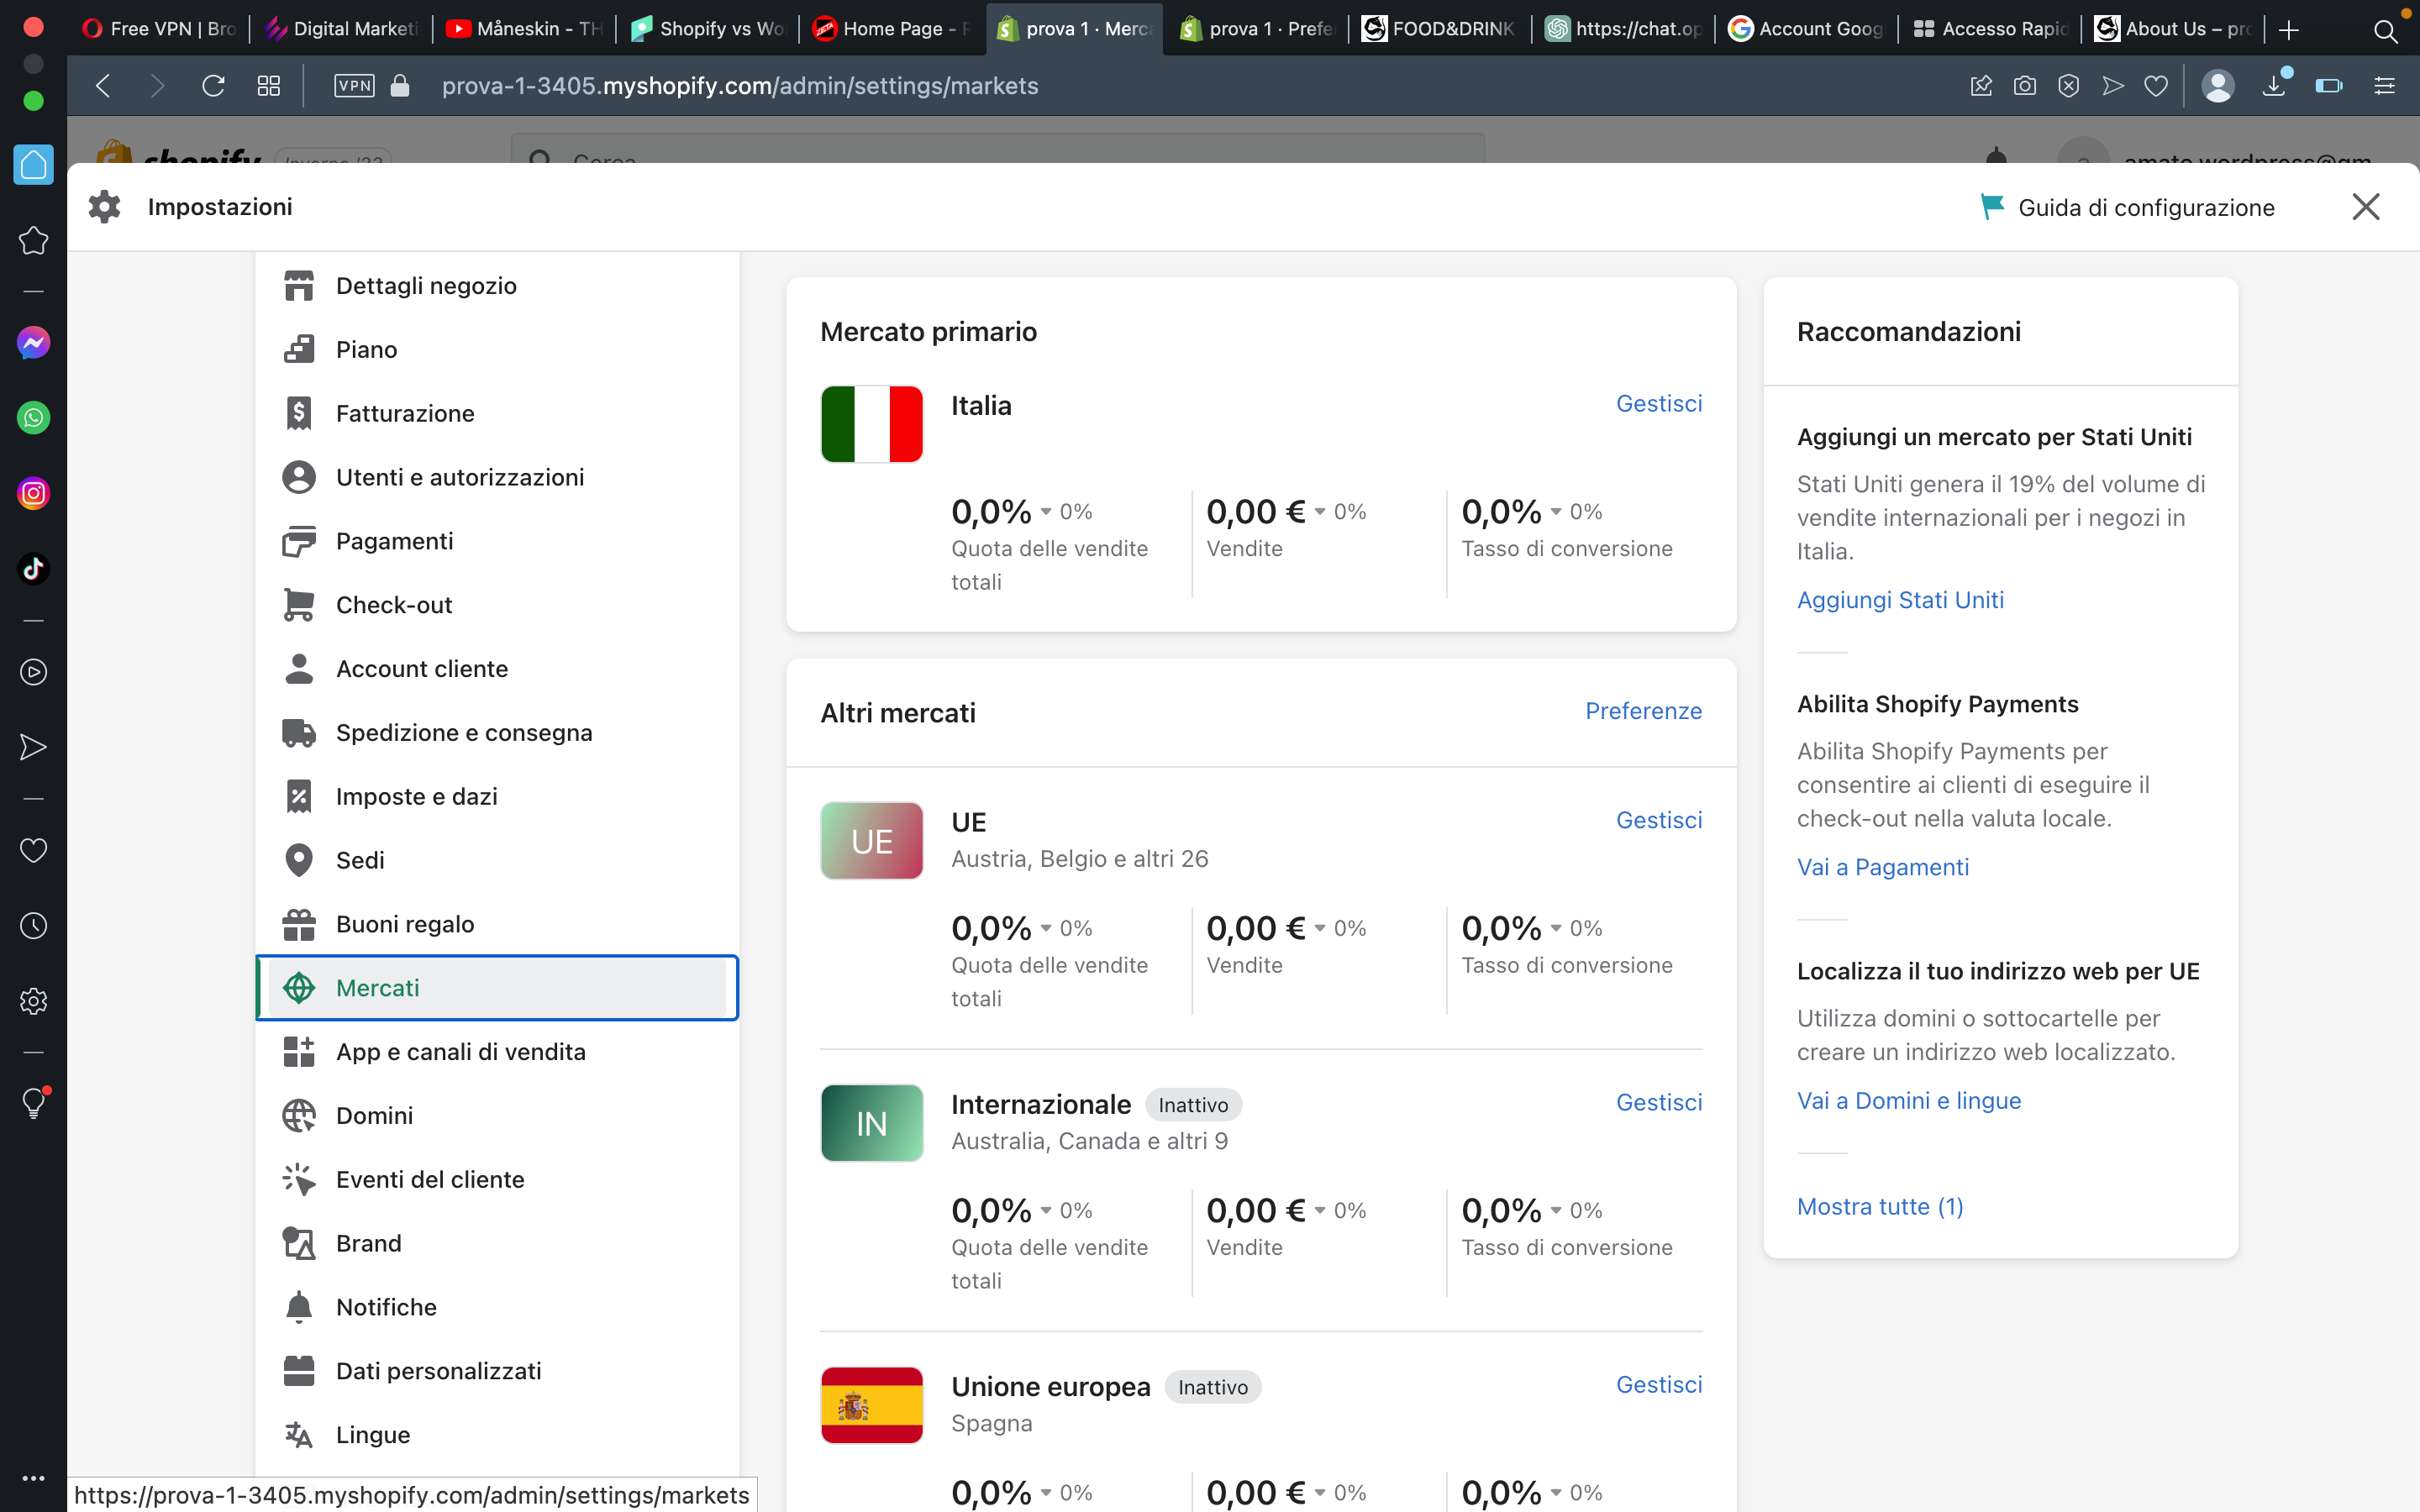 Free VPN | Bro
Digital Marketi
Måneskin - TH
Shopify vs Wo
Home Page - R
prova 1 · Merca
prova 1 · Prefe
FOOD&DRINK
https://chat.op
Account Goog
Accesso Rapid
About Us – pro
VPN
prova-1-3405.myshopify.com/admin/settings/markets
shopify
Inverno '23
Cerca
amato.wordpress@gm
Impostazioni
Guida di configurazione
Dettagli negozio
Piano
Fatturazione
Utenti e autorizzazioni
Pagamenti
Check-out
Account cliente
Spedizione e consegna
Imposte e dazi
Sedi
Buoni regalo
Mercati
App e canali di vendita
Domini
Eventi del cliente
Brand
Notifiche
Dati personalizzati
Lingue
https://prova-1-3405.myshopify.com/admin/settings/markets
Mercato primario
Italia
Gestisci
0,0% 0%
Quota delle vendite
totali
0,00 € 0%
Vendite
0,0% 0%
Tasso di conversione
Altri mercati
Preferenze
UE
UE
Gestisci
Austria, Belgio e altri 26
0,0% 0%
Quota delle vendite
totali
0,00 € 0%
Vendite
0,0% 0%
Tasso di conversione
IN
Internazionale
Inattivo
Gestisci
Australia, Canada e altri 9
0,0% 0%
Quota delle vendite
totali
0,00 € 0%
Vendite
0,0% 0%
Tasso di conversione
Unione europea
Inattivo
Gestisci
Spagna
0,0% 0%
0,00 € 0%
0,0% 0%
Raccomandazioni
Aggiungi un mercato per Stati Uniti
Stati Uniti genera il 19% del volume di
vendite internazionali per i negozi in
Italia.
Aggiungi Stati Uniti
Abilita Shopify Payments
Abilita Shopify Payments per
consentire ai clienti di eseguire il
check-out nella valuta locale.
Vai a Pagamenti
Localizza il tuo indirizzo web per UE
Utilizza domini o sottocartelle per
creare un indirizzo web localizzato.
Vai a Domini e lingue
Mostra tutte (1)